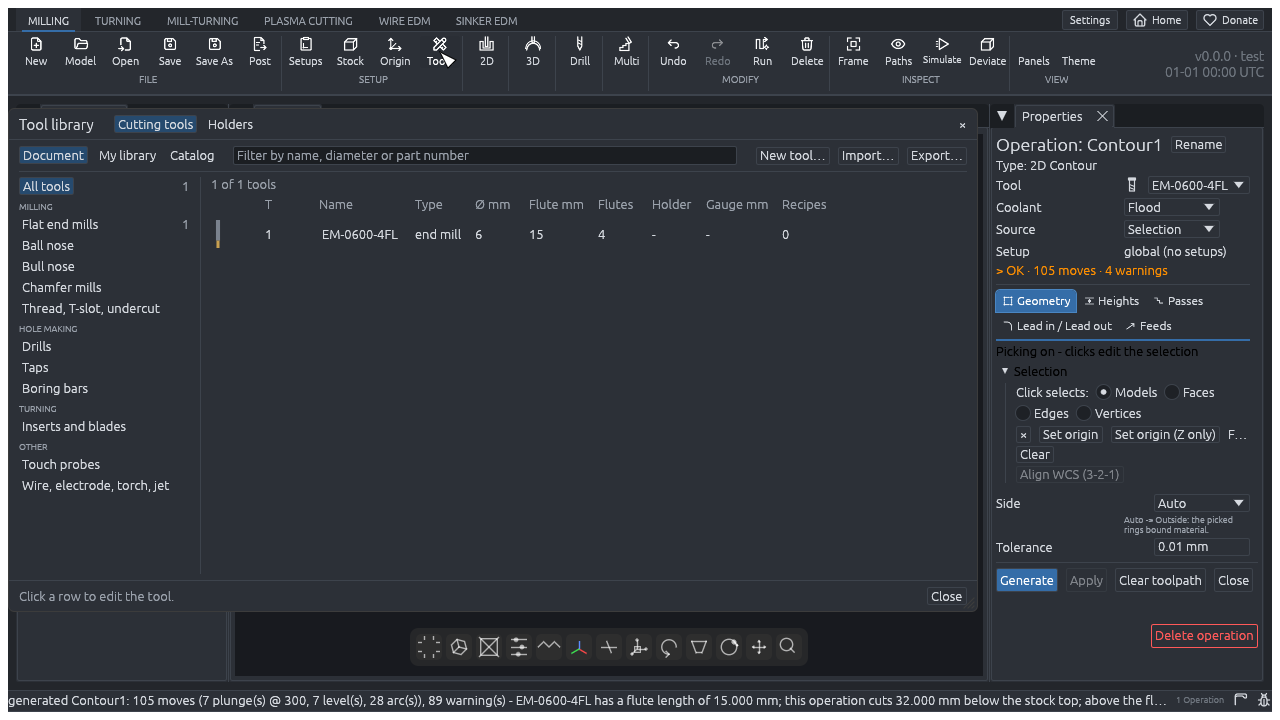 MILLING TURNING MILL-TURNING PLASMA CUTTING WIRE EDM SINKER EDM Settings Home Donate
New Model Open Save Save As Post Setups Stock Origin 2D 3D Drill Multi Undo Redo Run Delete Frame Paths Simulate Deviate Panels Theme
FILE SETUP MODIFY INSPECT VIEW
v0.0.0 · test
01-01 00:00 UTC
Tool library Cutting tools Holders ×
Document My library Catalog Filter by name, diameter or part number New tool... Import... Export...
All tools 1
MILLING
Flat end mills 1
Ball nose
Bull nose
Chamfer mills
Thread, T-slot, undercut
HOLE MAKING
Drills
Taps
Boring bars
TURNING
Inserts and blades
OTHER
Touch probes
Wire, electrode, torch, jet
1 of 1 tools
T Name Type Ø mm Flute mm Flutes Holder Gauge mm Recipes
1 EM-0600-4FL end mill 6 15 4 - - 0
Click a row to edit the tool. Close
Properties
Operation: Contour1 Rename
Type: 2D Contour
Tool EM-0600-4FL
Coolant Flood
Source Selection
Setup global (no setups)
> OK · 105 moves · 4 warnings
Geometry Heights Passes
Lead in / Lead out Feeds
Picking on - clicks edit the selection
Selection
Click selects: Models Faces
Edges Vertices
× Set origin Set origin (Z only) F...
Clear
Align WCS (3-2-1)
Side Auto
Auto -> Outside: the picked
rings bound material.
Tolerance 0.01 mm
Generate Apply Clear toolpath Close
Delete operation
generated Contour1: 105 moves (7 plunge(s) @ 300, 7 level(s), 28 arc(s)), 89 warning(s) - EM-0600-4FL has a flute length of 15.000 mm; this operation cuts 32.000 mm below the stock top; above the fl... 1 Operation